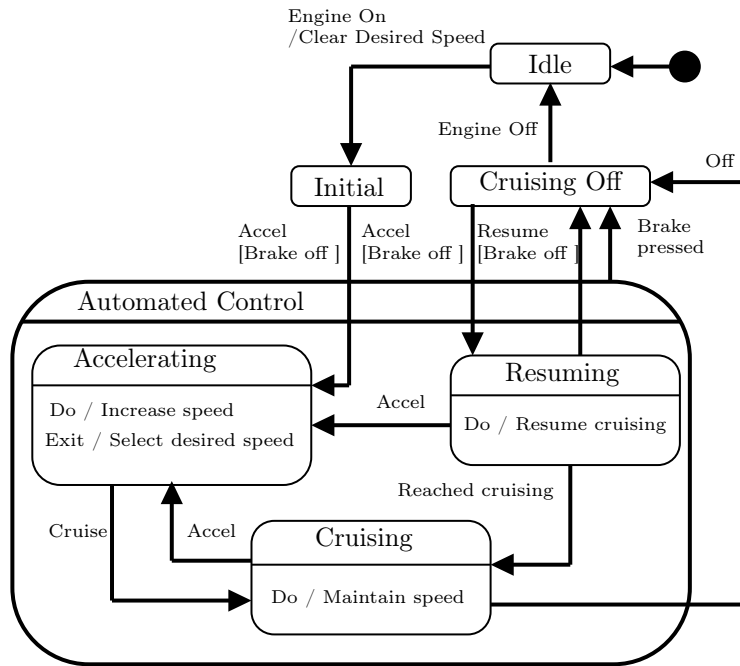 Engine On
/Clear Desired Speed
Idle
Engine Off
Off
Initial
Cruising Off
Accel
[Brake off ]
Accel
[Brake off ]
Resume
[Brake off ]
Brake
pressed
Automated Control
Accelerating
Do / Increase speed
Exit / Select desired speed
Accel
Resuming
Do / Resume cruising
Reached cruising
Cruise
Accel
Cruising
Do / Maintain speed